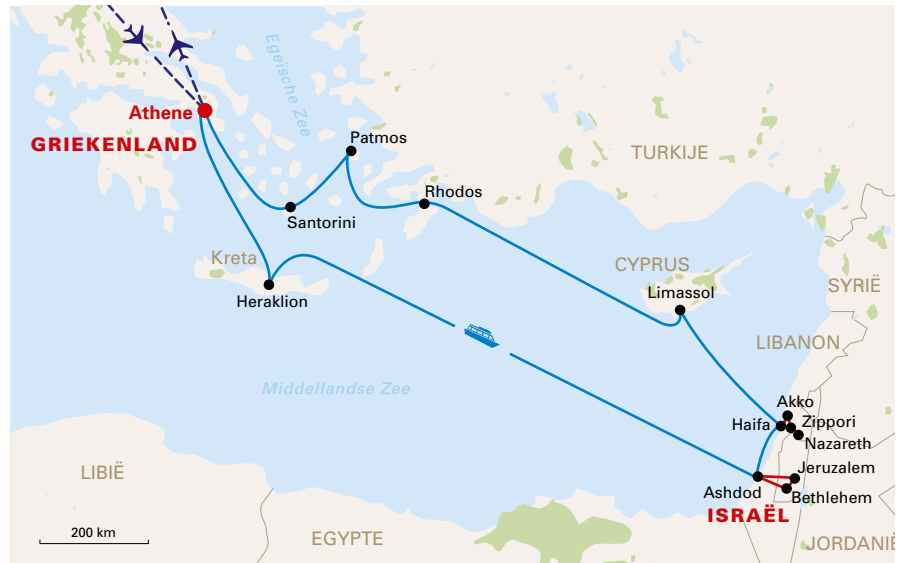 Egeïsche Zee
Athene
GRIEKENLAND
Patmos
TURKIJE
Rhodos
Santorini
Kreta
Heraklion
CYPRUS
Limassol
SYRIË
LIBANON
Middellandse Zee
Akko
Haifa
Zippori
Nazareth
LIBIË
Jeruzalem
Ashdod
Bethlehem
ISRAËL
200 km
EGYPTE
JORDANIË